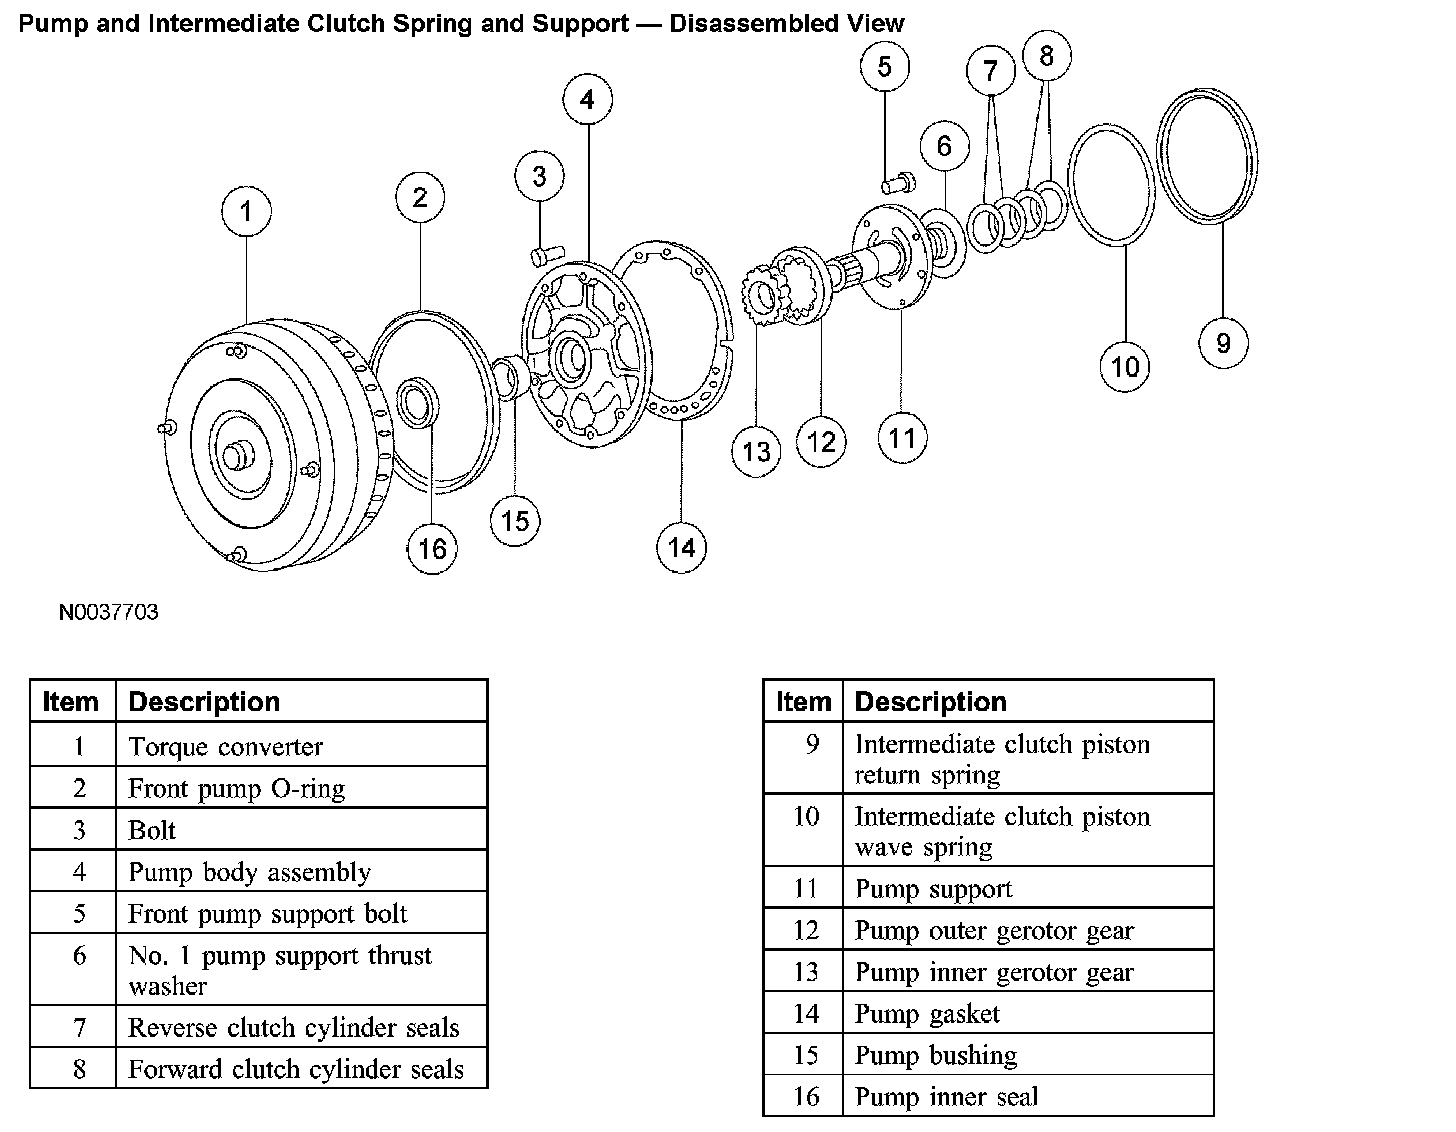 Pump and Intermediate Clutch Spring and Support — Disassembled View
5
7
8
4
6
3
2
1
9
10
11
12
13
15
14
16
N0037703
Item Description
1 Torque converter
2 Front pump O-ring
3 Bolt
4 Pump body assembly
5 Front pump support bolt
6 No. 1 pump support thrust
washer
7 Reverse clutch cylinder seals
8 Forward clutch cylinder seals
Item Description
9 Intermediate clutch piston
return spring
10 Intermediate clutch piston
wave spring
11 Pump support
12 Pump outer gerotor gear
13 Pump inner gerotor gear
14 Pump gasket
15 Pump bushing
16 Pump inner seal